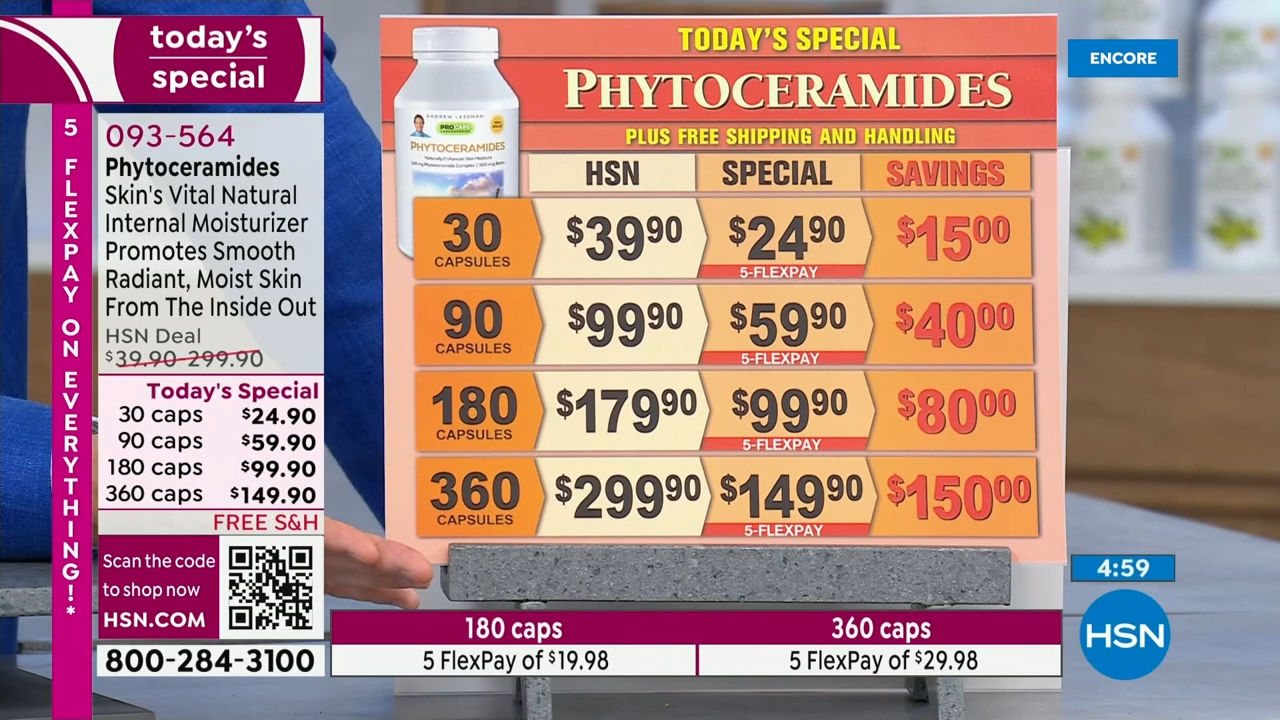 today's
special
5 FLEXPAY ON EVERYTHING!*
093-564
Phytoceramides
Skin's Vital Natural
Internal Moisturizer
Promotes Smooth
Radiant, Moist Skin
From The Inside Out
HSN Deal
$39.90-299.90
Today's Special
30 caps $24.90
90 caps $59.90
180 caps $99.90
360 caps $149.90
FREE S&H
Scan the code
to shop now
HSN.COM
800-284-3100
TODAY'S SPECIAL
PHYTOCERAMIDES
PLUS FREE SHIPPING AND HANDLING
ANDREW LESSMAN
PROCAPS
LABORATORIES
PHYTOCERAMIDES
Naturally Enhances Skin Moisture
HSN SPECIAL SAVINGS
30 CAPSULES $39.90 $24.90 $15.00
5-FLEXPAY
90 CAPSULES $99.90 $59.90 $40.00
5-FLEXPAY
180 CAPSULES $179.90 $99.90 $80.00
5-FLEXPAY
360 CAPSULES $299.90 $149.90 $150.00
5-FLEXPAY
180 caps 360 caps
5 FlexPay of $19.98 5 FlexPay of $29.98
ENCORE
4:59
HSN